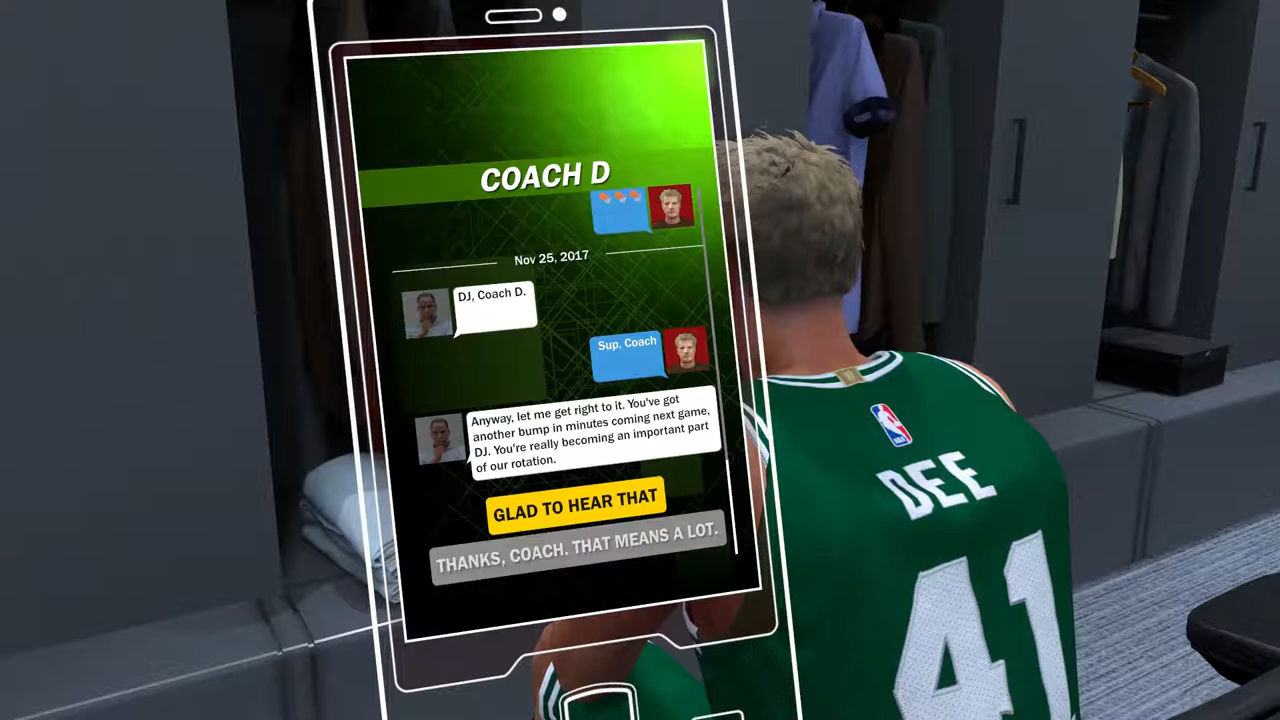 COACH D
Nov 25, 2017
DJ, Coach D.
Sup, Coach
Anyway, let me get right to it. You've got
another bump in minutes coming next game,
DJ. You're really becoming an important part
of our rotation.
GLAD TO HEAR THAT
THANKS, COACH. THAT MEANS A LOT.
NBA
DEE
41